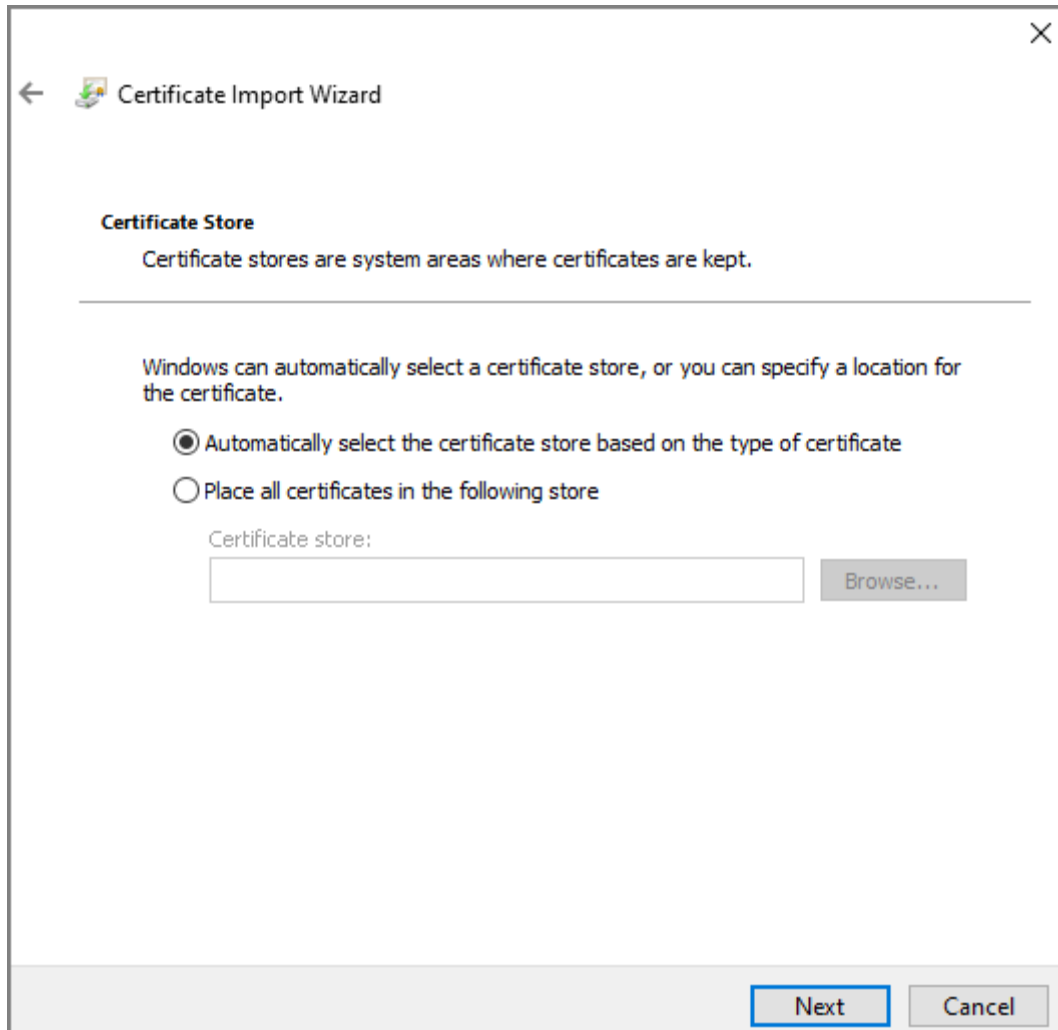 Certificate Import Wizard
Certificate Store
Certificate stores are system areas where certificates are kept.
Windows can automatically select a certificate store, or you can specify a location for
the certificate.
Automatically select the certificate store based on the type of certificate
Place all certificates in the following store
Certificate store:
Browse...
Next
Cancel